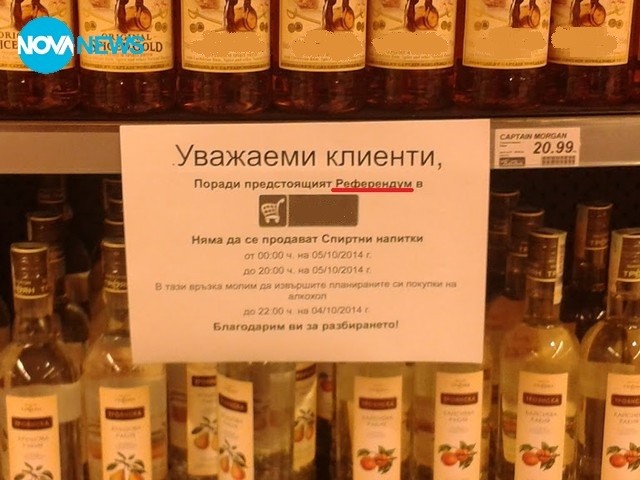 NOVA NEWS
SPICED GOLD
CAPTAIN MORGAN
20.99
Уважаеми клиенти,
Поради предстоящият Референдум в
Няма да се продават Спиртни напитки
от 00:00 ч. на 05/10/2014 г.
до 20:00 ч. на 05/10/2014 г.
В тази връзка молим да извършите планираните си покупки на
алкохол
до 22:00 ч. на 04/10/2014 г.
Благодарим ви за разбирането!